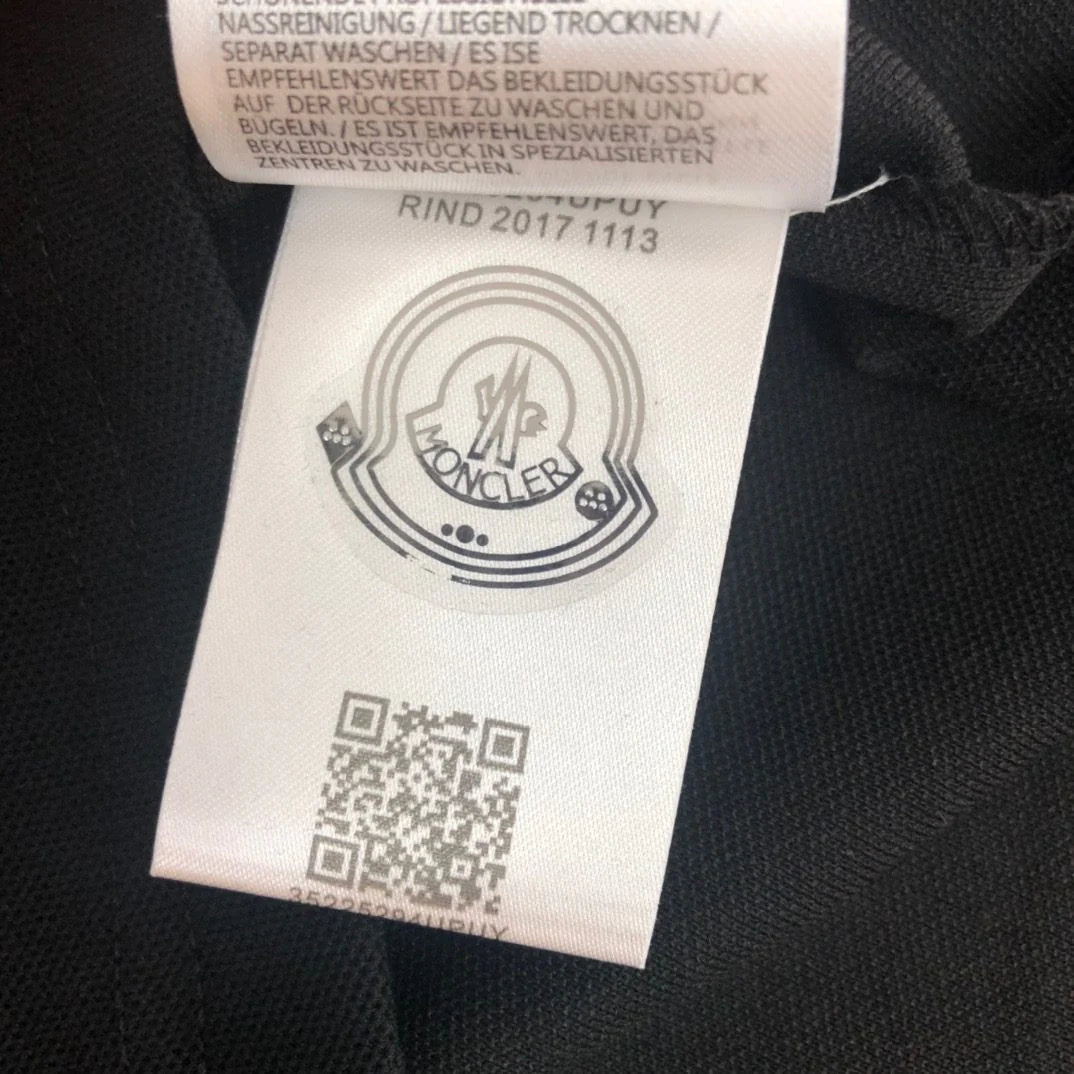 NASSREINIGUNG / LIEGEND TROCKNEN /
SEPARAT WASCHEN / ES ISE
EMPFEHLENSWERT DAS BEKLEIDUNGSSTÜCK
AUF DER RÜCKSEITE ZU WASCHEN UND
BÜGELN. / ES IST EMPFEHLENSWERT, DAS
BEKLEIDUNGSSTÜCK IN SPEZIALISIERTEN
ZENTREN ZU WASCHEN.
RIND 2017 1113
MONCLER